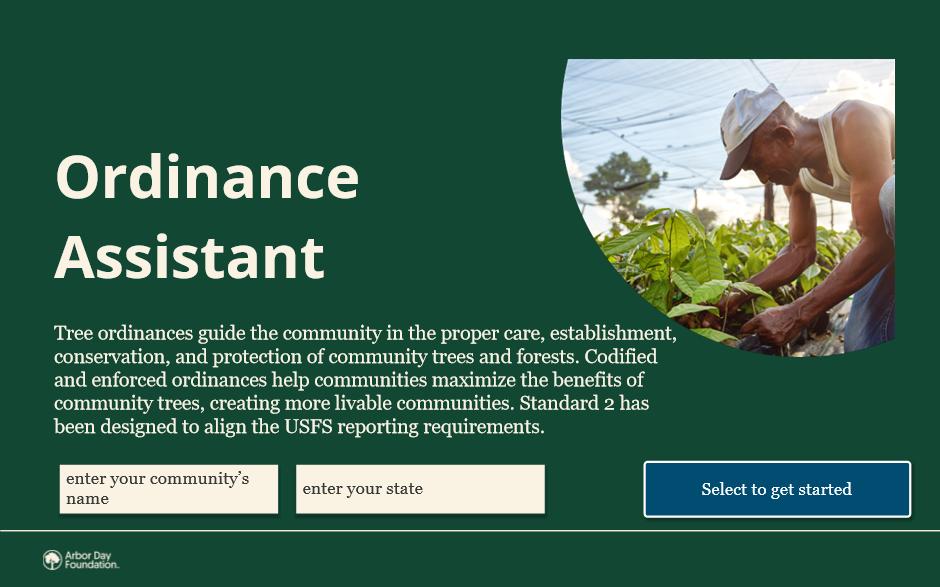 Ordinance
Assistant
Tree ordinances guide the community in the proper care, establishment,
conservation, and protection of community trees and forests. Codified
and enforced ordinances help communities maximize the benefits of
community trees, creating more livable communities. Standard 2 has
been designed to align the USFS reporting requirements.
enter your community’s
name
enter your state
Select to get started
Arbor Day
Foundation